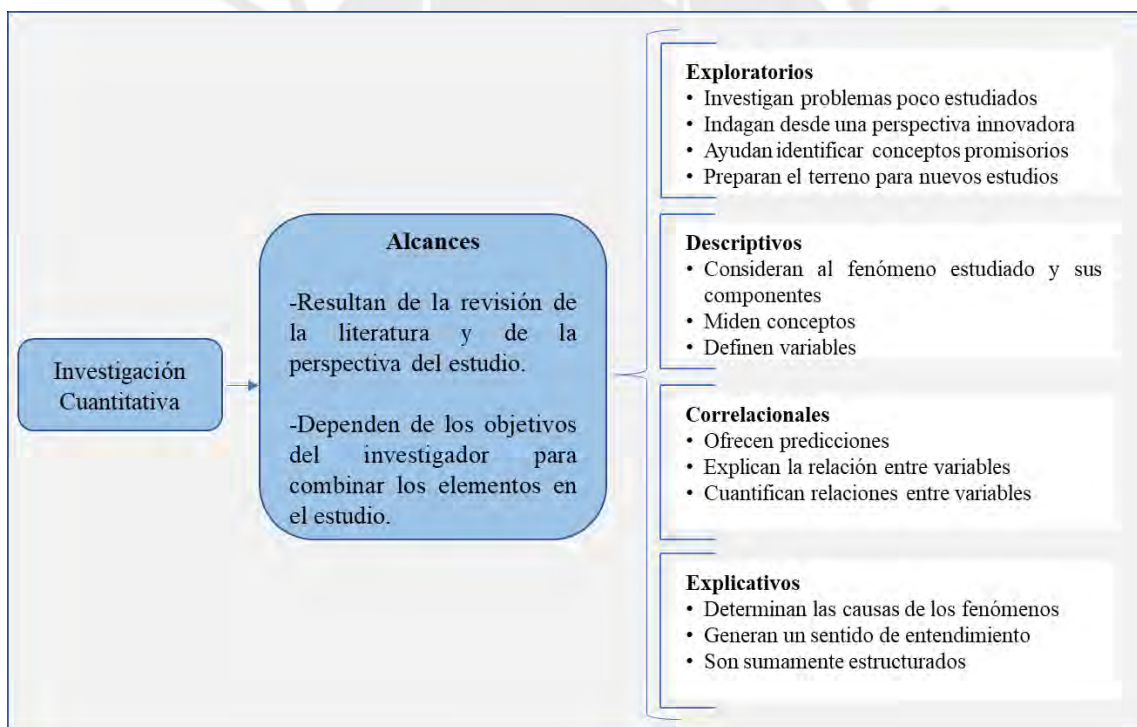 Investigación
Cuantitativa
Alcances
-Resultan de la revisión de
la literatura y de la
perspectiva del estudio.
-Dependen de los objetivos
del investigador para
combinar los elementos en
el estudio.
Exploratorios
• Investigan problemas poco estudiados
• Indagan desde una perspectiva innovadora
• Ayudan identificar conceptos promisorios
• Preparan el terreno para nuevos estudios
Descriptivos
• Consideran al fenómeno estudiado y sus
componentes
• Miden conceptos
• Definen variables
Correlacionales
• Ofrecen predicciones
• Explican la relación entre variables
• Cuantifican relaciones entre variables
Explicativos
• Determinan las causas de los fenómenos
• Generan un sentido de entendimiento
• Son sumamente estructurados